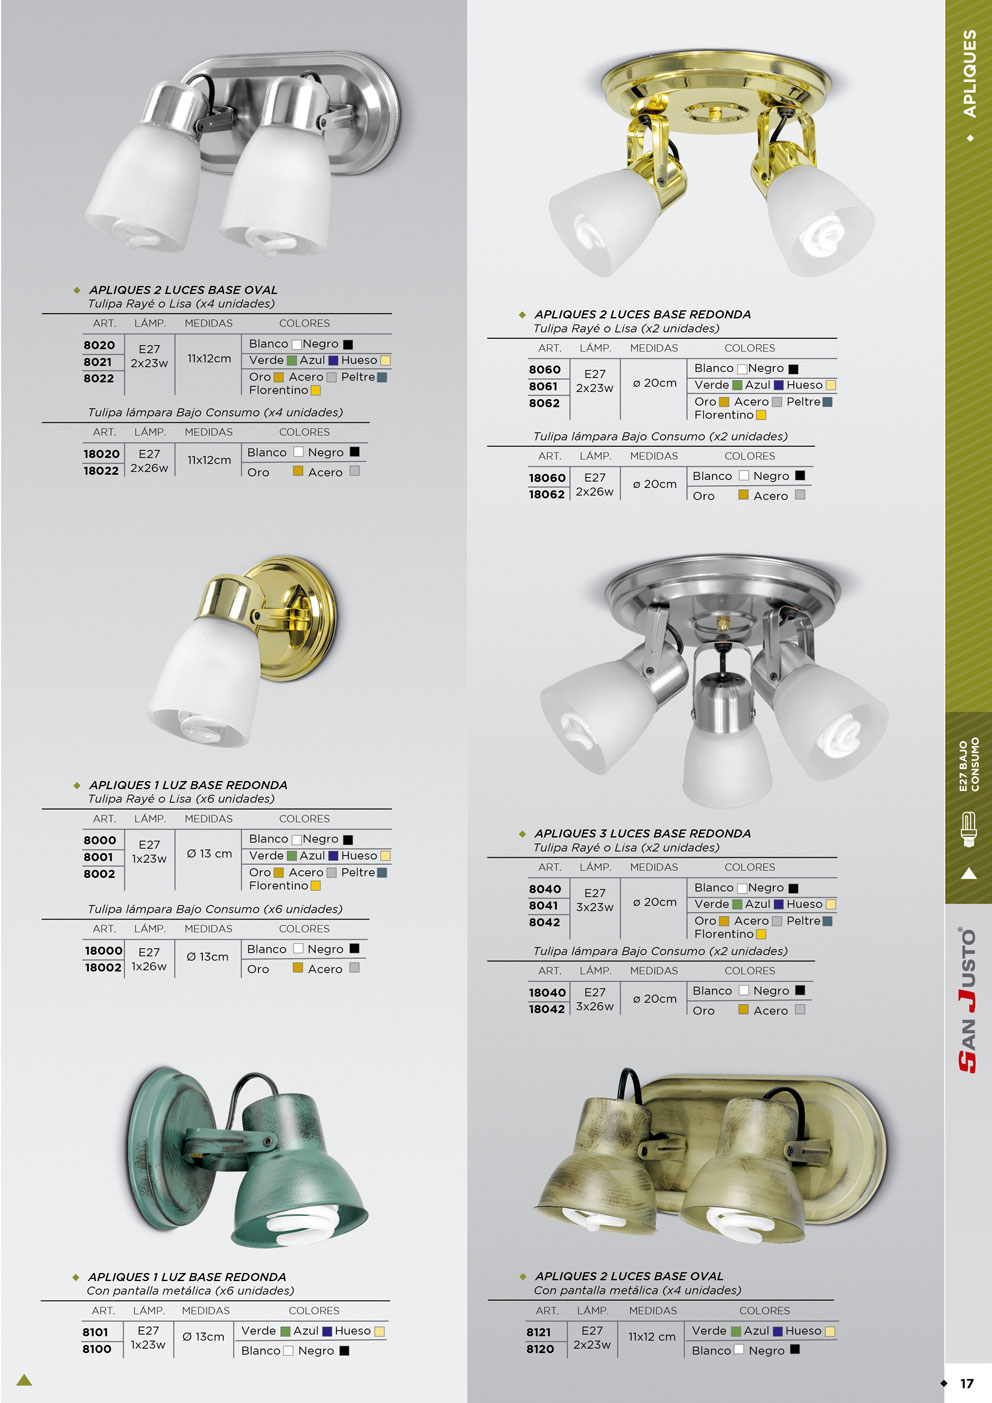 APLIQUES 2 LUCES BASE OVAL
Tulipa Rayé o Lisa (x4 unidades)
ART. LÁMP. MEDIDAS COLORES
8020 E27 2x23w 11x12cm Blanco Negro
8021 Verde Azul Hueso
8022 Oro Acero Peltre
Florentino
Tulipa lámpara Bajo Consumo (x4 unidades)
ART. LÁMP. MEDIDAS COLORES
18020 E27 11x12cm Blanco Negro
18022 2x26w Oro Acero
APLIQUES 1 LUZ BASE REDONDA
Tulipa Rayé o Lisa (x6 unidades)
ART. LÁMP. MEDIDAS COLORES
8000 E27 1x23w Ø 13 cm Blanco Negro
8001 Verde Azul Hueso
8002 Oro Acero Peltre
Florentino
Tulipa lámpara Bajo Consumo (x6 unidades)
ART. LÁMP. MEDIDAS COLORES
18000 E27 Ø 13cm Blanco Negro
18002 1x26w Oro Acero
APLIQUES 1 LUZ BASE REDONDA
Con pantalla metálica (x6 unidades)
ART. LÁMP. MEDIDAS COLORES
8101 E27 Ø 13cm Verde Azul Hueso
8100 1x23w Blanco Negro
APLIQUES 2 LUCES BASE REDONDA
Tulipa Rayé o Lisa (x2 unidades)
ART. LÁMP. MEDIDAS COLORES
8060 E27 2x23w ø 20cm Blanco Negro
8061 Verde Azul Hueso
8062 Oro Acero Peltre
Florentino
Tulipa lámpara Bajo Consumo (x2 unidades)
ART. LÁMP. MEDIDAS COLORES
18060 E27 ø 20cm Blanco Negro
18062 2x26w Oro Acero
APLIQUES 3 LUCES BASE REDONDA
Tulipa Rayé o Lisa (x2 unidades)
ART. LÁMP. MEDIDAS COLORES
8040 E27 3x23w ø 20cm Blanco Negro
8041 Verde Azul Hueso
8042 Oro Acero Peltre
Florentino
Tulipa lámpara Bajo Consumo (x2 unidades)
ART. LÁMP. MEDIDAS COLORES
18040 E27 ø 20cm Blanco Negro
18042 3x26w Oro Acero
APLIQUES 2 LUCES BASE OVAL
Con pantalla metálica (x4 unidades)
ART. LÁMP. MEDIDAS COLORES
8121 E27 11x12 cm Verde Azul Hueso
8120 2x23w Blanco Negro
APLIQUES
E27 BAJO
CONSUMO
SAN JUSTO®
17